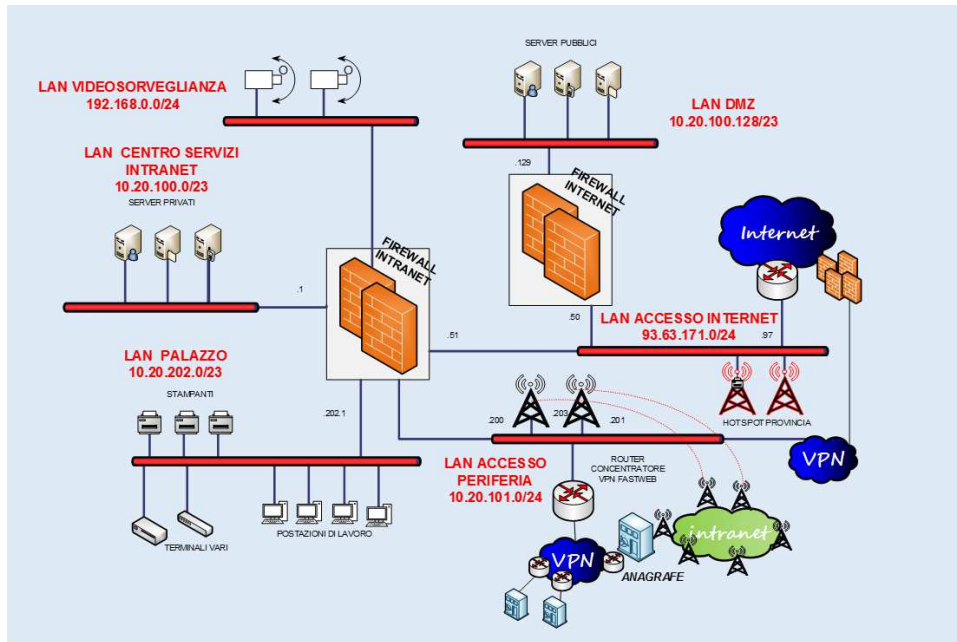 SERVER PUBBLICI
LAN VIDEOSORVEGLIANZA
192.168.0.0/24
LAN DMZ
10.20.100.128/23
LAN CENTRO SERVIZI
INTRANET
10.20.100.0/23
SERVER PRIVATI
.129
FIREWALL
INTERNET
Internet
FIREWALL
INTRANET
.1
.50
LAN ACCESSO INTERNET
93.63.171.0/24
.51
.97
LAN PALAZZO
10.20.202.0/23
STAMPANTI
.202.1
.200
.203
.201
HOT SPOT PROVINCIA
LAN ACCESSO
PERIFERIA
10.20.101.0/24
ROUTER
CONCENTRATORE
VPN FASTWEB
VPN
TERMINALI VARI
POSTAZIONI DI LAVORO
intranet
VPN
ANAGRAFE